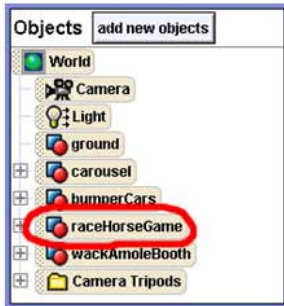 Objects add new objects
World
Camera
Light
ground
carousel
bumperCars
raceHorseGame
wackAmoleBooth
Camera Tripods